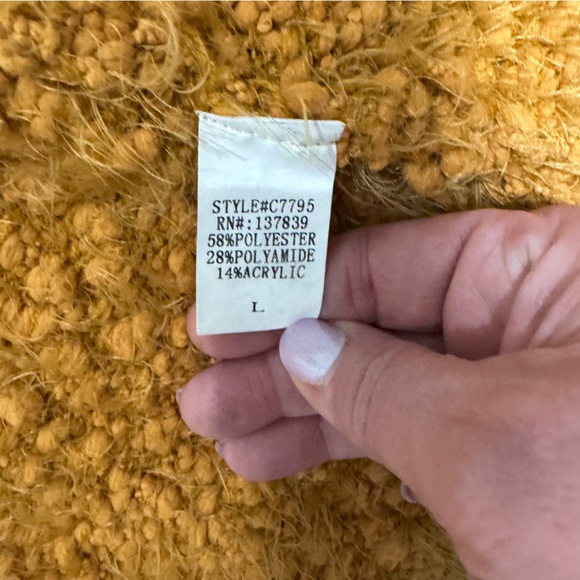 STYLE#C7795
RN#:137839
58%POLYESTER
28%POLYAMIDE
14%ACRYLIC
L